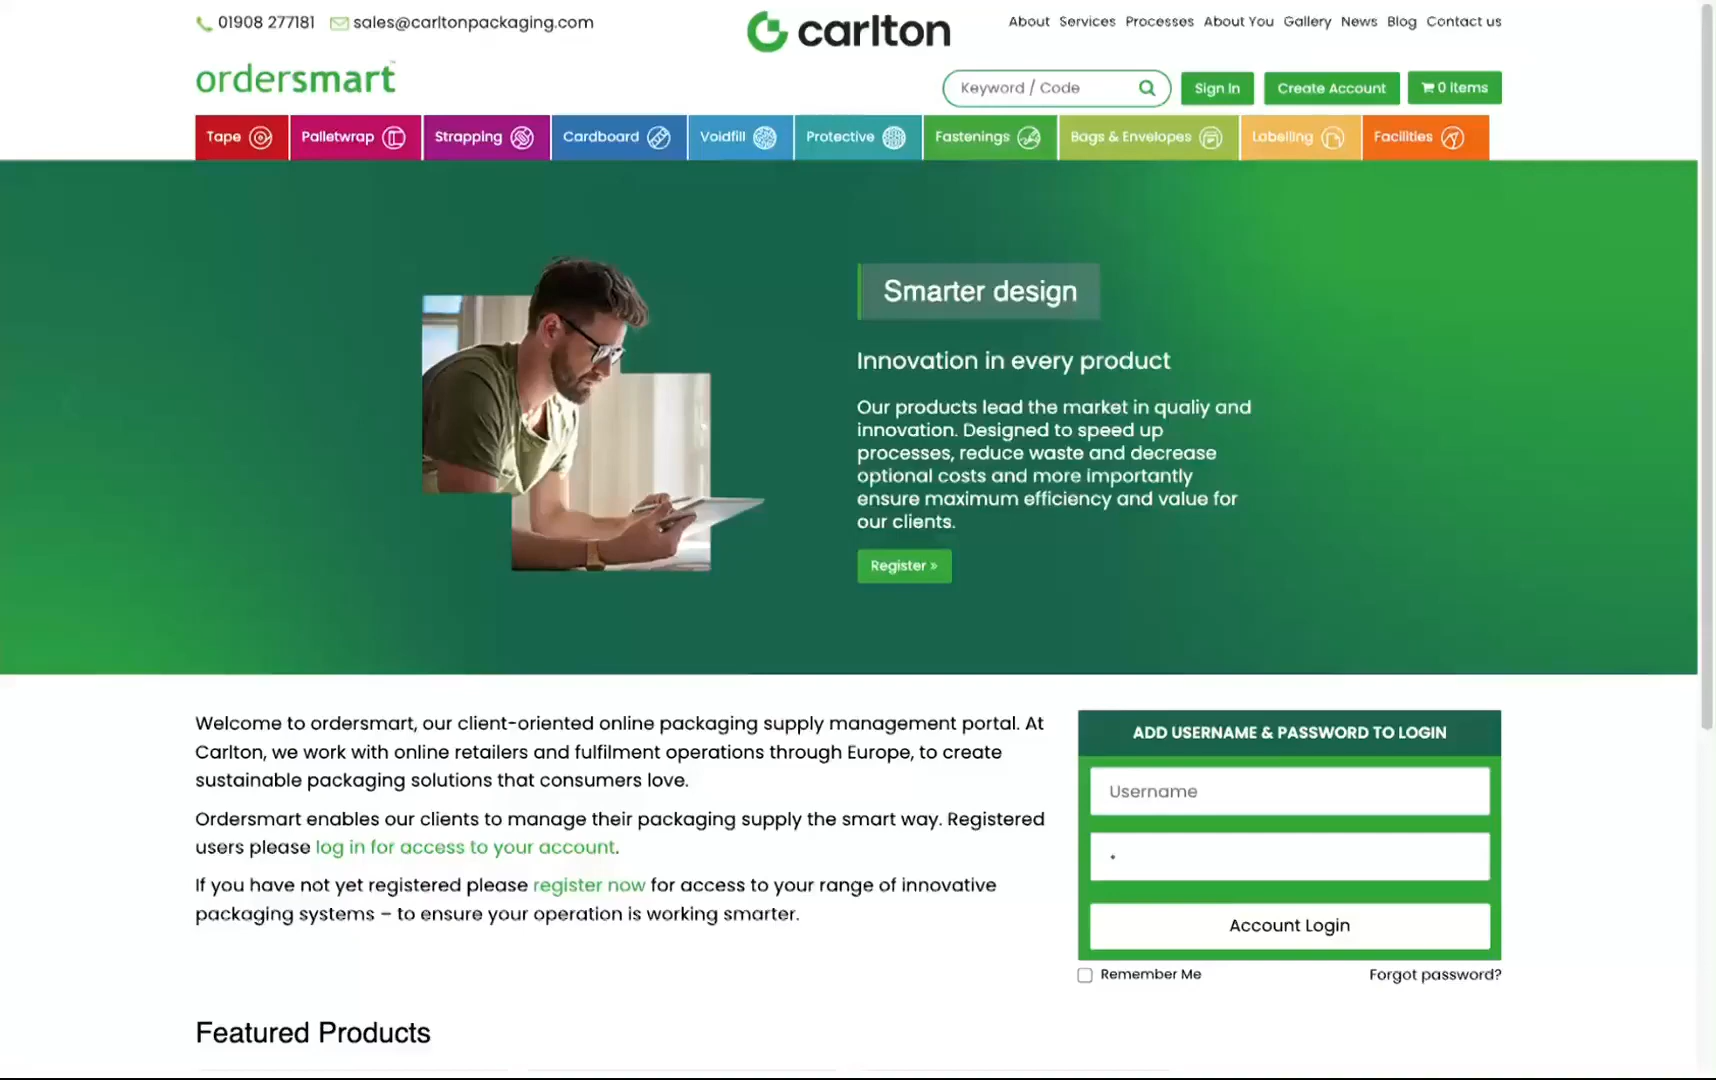 01908 277181 sales@carltonpackaging.com
carlton
About Services Processes About You Gallery News Blog Contact us
ordersmart
Keyword / Code
Sign In
Create Account
0 items
Tape Palletwrap Strapping Cardboard Voidfill Protective Fastenings Bags & Envelopes Labelling Facilities
Smarter design
Innovation in every product
Our products lead the market in qualiy and
innovation. Designed to speed up
processes, reduce waste and decrease
optional costs and more importantly
ensure maximum efficiency and value for
our clients.
Register »
Welcome to ordersmart, our client-oriented online packaging supply management portal. At
Carlton, we work with online retailers and fulfilment operations through Europe, to create
sustainable packaging solutions that consumers love.
Ordersmart enables our clients to manage their packaging supply the smart way. Registered
users please log in for access to your account.
If you have not yet registered please register now for access to your range of innovative
packaging systems – to ensure your operation is working smarter.
ADD USERNAME & PASSWORD TO LOGIN
Username
*
Account Login
Remember Me
Forgot password?
Featured Products